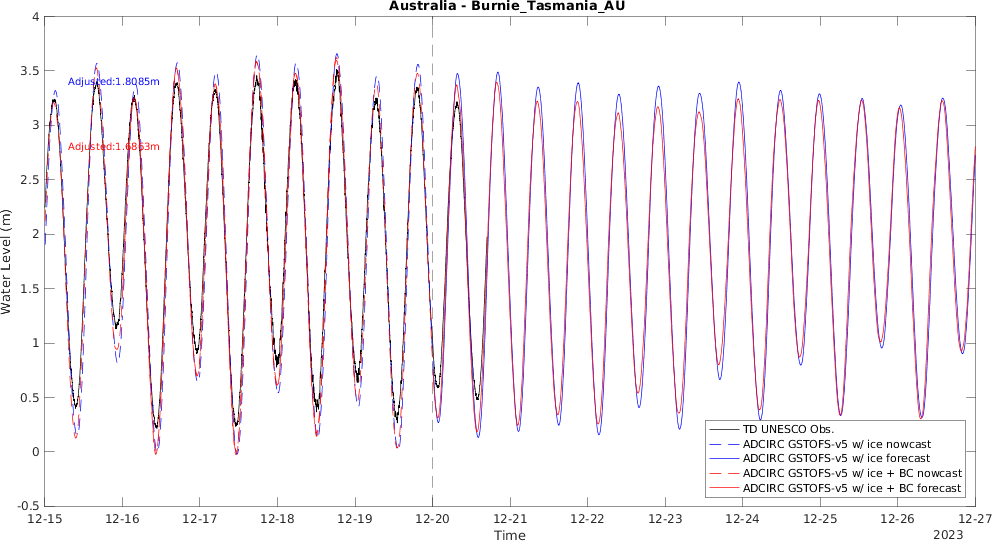 Australia - Burnie_Tasmania_AU
4
3.5
3
2.5
2
1.5
1
0.5
0
-0.5
Water Level (m)
Adjusted:1.8085m
Adjusted:1.6863m
TD UNESCO Obs.
ADCIRC GSTOFS-v5 w/ ice nowcast
ADCIRC GSTOFS-v5 w/ ice forecast
ADCIRC GSTOFS-v5 w/ ice + BC nowcast
ADCIRC GSTOFS-v5 w/ ice + BC forecast
12-15 12-16 12-17 12-18 12-19 12-20 12-21 12-22 12-23 12-24 12-25 12-26 12-27
Time
2023